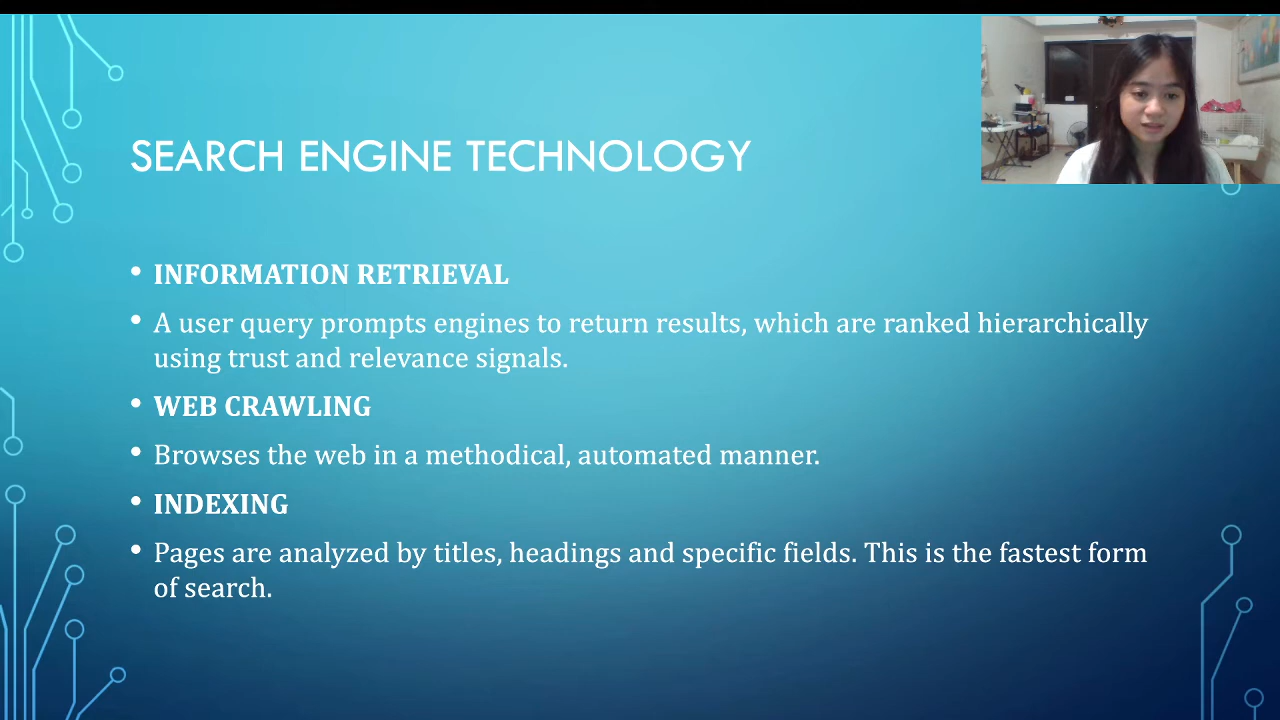 SEARCH ENGINE TECHNOLOGY
• INFORMATION RETRIEVAL
• A user query prompts engines to return results, which are ranked hierarchically
using trust and relevance signals.
• WEB CRAWLING
• Browses the web in a methodical, automated manner.
• INDEXING
• Pages are analyzed by titles, headings and specific fields. This is the fastest form
of search.